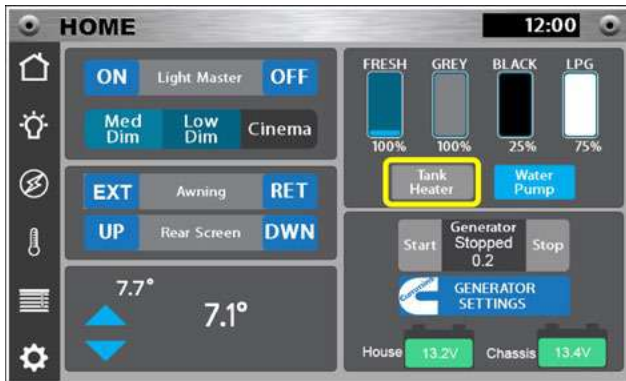 HOME
12:00
ON Light Master OFF
Med Dim
Low Dim
Cinema
EXT Awning RET
UP Rear Screen DWN
7.7°
7.1°
FRESH GREY BLACK LPG
100% 100% 25% 75%
Tank Heater
Water Pump
Start
Generator
Stopped
0.2
Stop
Cummins
GENERATOR
SETTINGS
House 13.2V Chassis 13.4V